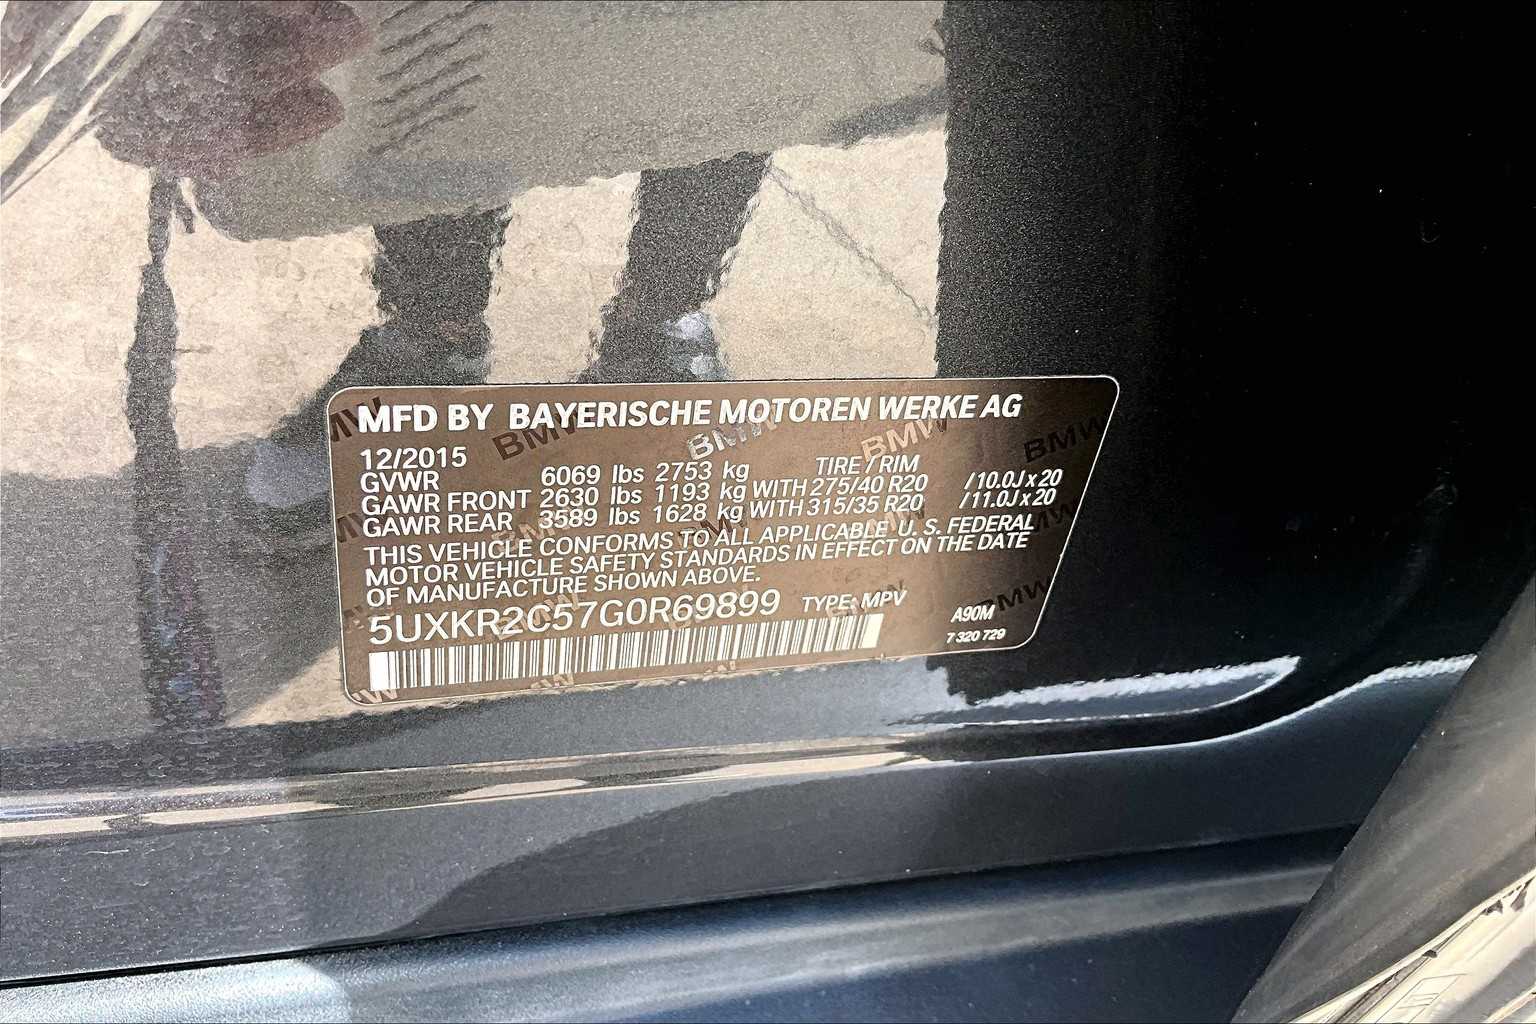 MFD BY BAYERISCHE MOTOREN WERKE AG
12/2015
GVWR 6069 lbs 2753 kg TIRE / RIM
GAWR FRONT 2630 lbs 1193 kg WITH 275/40 R20 /10.0J x 20
GAWR REAR 3589 lbs 1628 kg WITH 315/35 R20 /11.0J x 20
THIS VEHICLE CONFORMS TO ALL APPLICABLE U. S. FEDERAL
MOTOR VEHICLE SAFETY STANDARDS IN EFFECT ON THE DATE
OF MANUFACTURE SHOWN ABOVE.
5UXKR2C57G0R69899 TYPE: MPV A90M
7 320 729